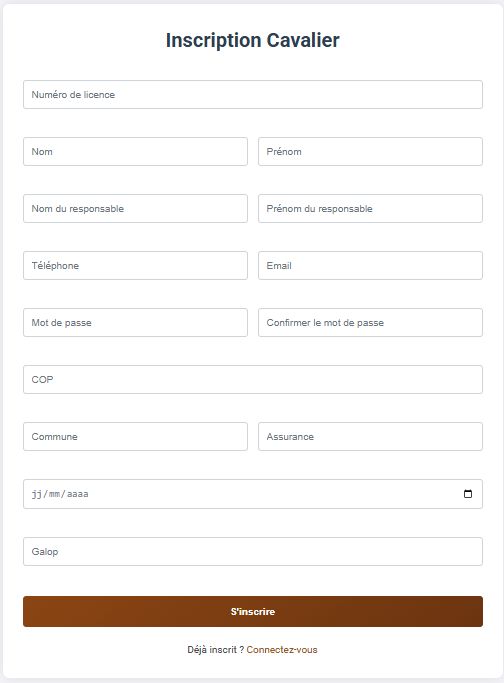 Inscription Cavalier
Numéro de licence
Nom
Prénom
Nom du responsable
Prénom du responsable
Téléphone
Email
Mot de passe
Confirmer le mot de passe
COP
Commune
Assurance
jj/mm/aaaa
Galop
S'inscrire
Déjà inscrit ? Connectez-vous